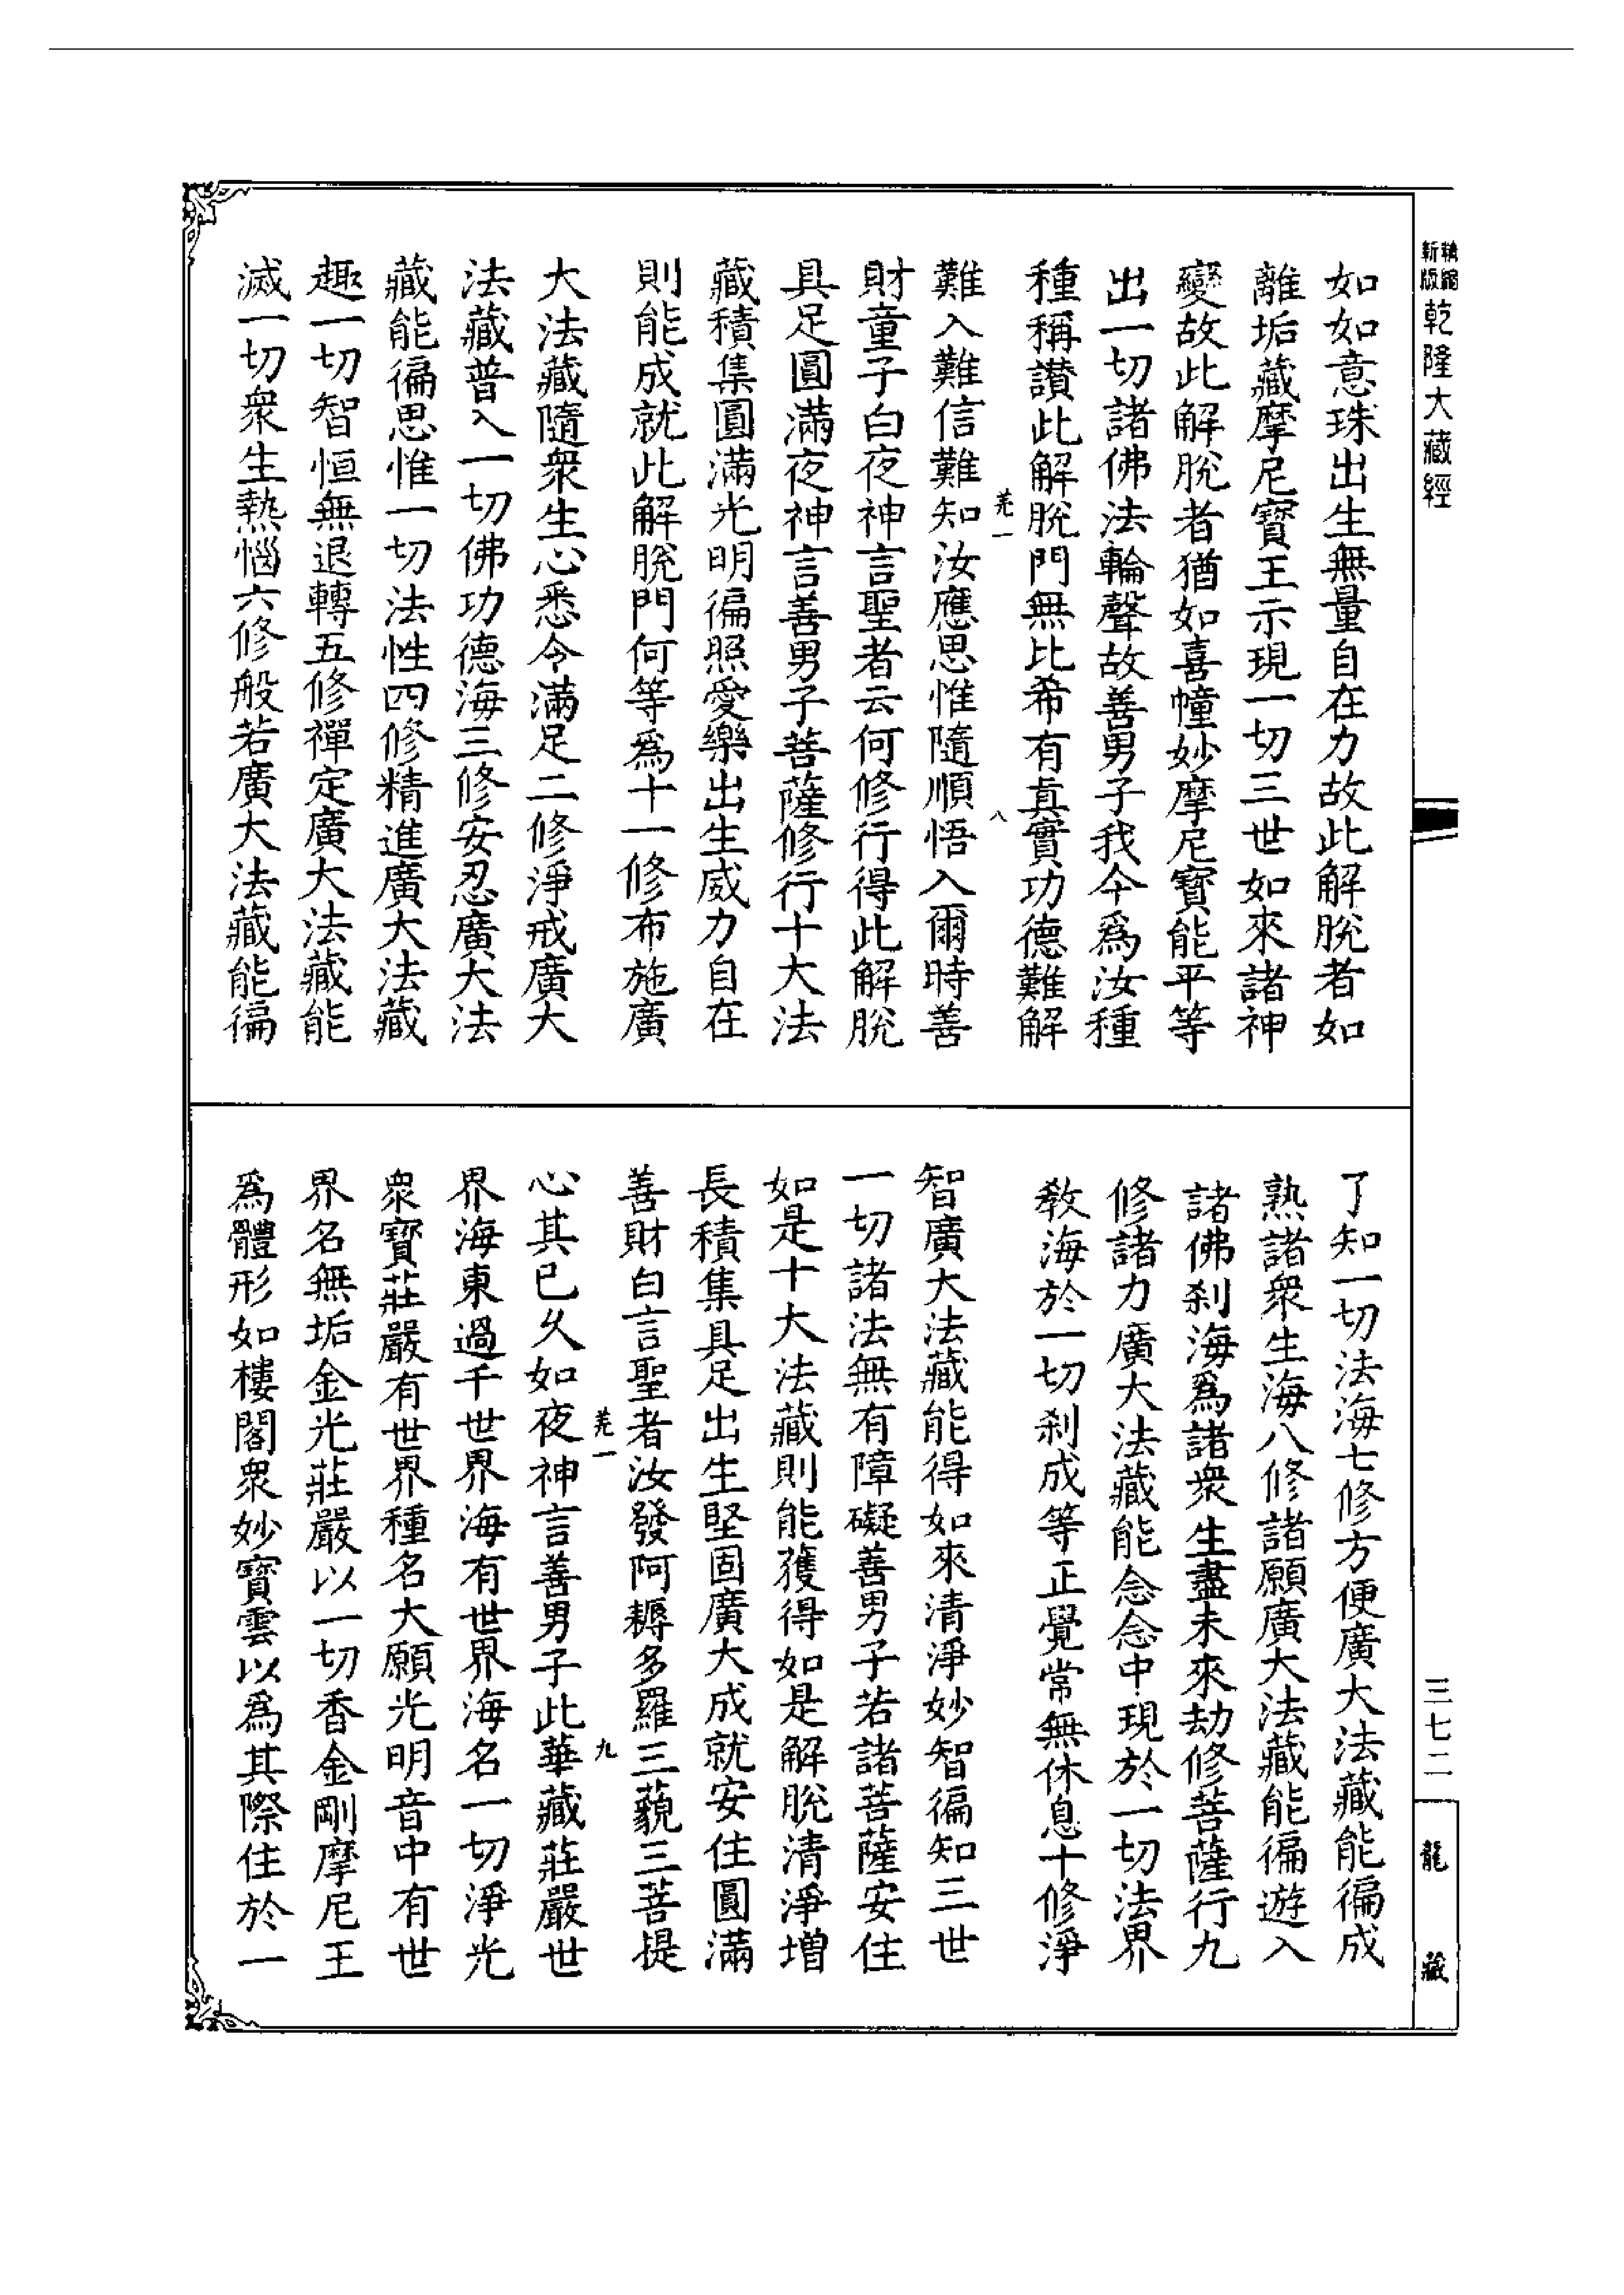 新版
乾隆大藏經
三七二
龍藏
如如意珠出生無量自在力故此解脫者如
離垢藏摩尼寶王示現一切三世如來諸神
變故此解脫者猶如喜幢妙摩尼寶能平等
出一切諸佛法輪聲故善男子我今爲汝種
種稱讃此解脫門無比希有眞實功德難解
羌一
八
難入難信難知汝應思惟隨順悟入爾時善
財童子白夜神言聖者云何修行得此解脫
具足圓滿夜神言善男子菩薩修行十大法
藏積集圓滿光明徧照愛樂出生威力自在
則能成就此解脫門何等爲十一修布施廣
大法藏隨衆生心悉令滿足二修淨戒廣大
法藏普入一切佛功德海三修安忍廣大法
藏能徧思惟一切法性四修精進廣大法藏
趣一切智恒無退轉五修禪定廣大法藏能
滅一切衆生熱惱六修般若廣大法藏能徧
了知一切法海七修方便廣大法藏能徧成
熟諸衆生海八修諸願廣大法藏能徧遊入
諸佛刹海爲諸衆生盡未來劫修菩薩行九
修諸力廣大法藏能念念中現於一切法界
敎海於一切刹成等正覺常無休息十修淨
智廣大法藏能得如來清淨妙智徧知三世
一切諸法無有障礙善男子若諸菩薩安住
如是十大法藏則能獲得如是解脫清淨增
長積集具足出生堅固廣大成就安住圓滿
善財白言聖者汝發阿耨多羅三藐三菩提
羌一
九
心其已久如夜神言善男子此華藏莊嚴世
界海東過千世界海有世界海名一切淨光
衆寶莊嚴有世界種名大願光明音中有世
界名無垢金光莊嚴以一切香金剛摩尼王
爲體形如樓閣衆妙寶雲以爲其際住於一